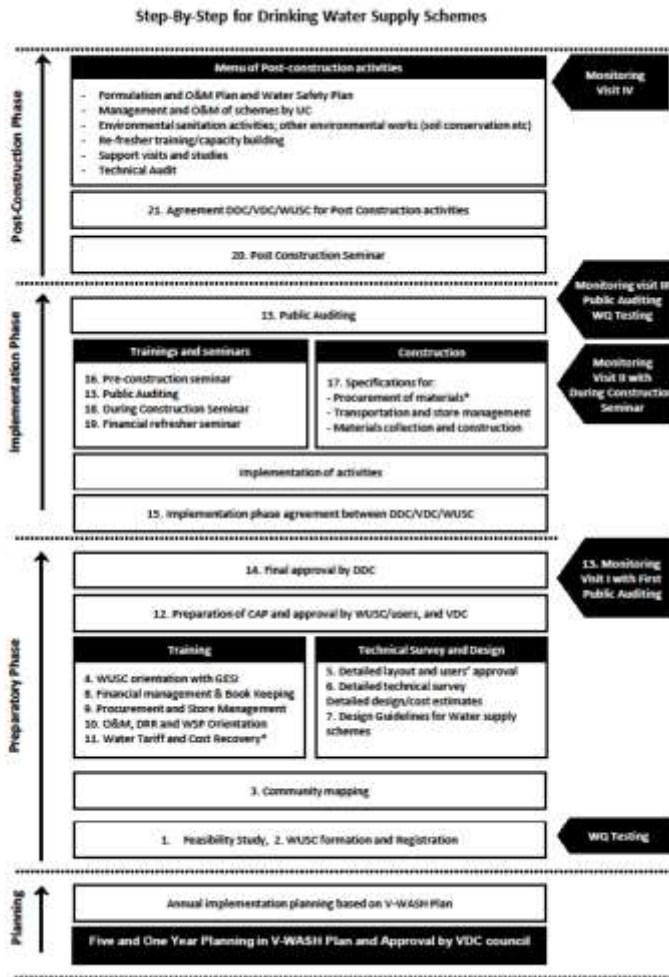 Step-By-Step for Drinking Water Supply Schemes
Post-Construction Phase
Menu of Post-construction activities
- Formulation and O&M Plan and Water Safety Plan
- Management and O&M of schemes by UC
- Environmental sanitation activities; other environmental works (soil conservation etc)
- Re-fresher training/capacity building
- Support visits and studies
- Technical Audit
Monitoring
Visit IV
21. Agreement DDC/VDC/WUSC for Post Construction activities
20. Post Construction Seminar
Monitoring visit III
Public Auditing
WQ Testing
Implementation Phase
13. Public Auditing
Trainings and seminars
16. Pre-construction seminar
13. Public Auditing
18. During Construction Seminar
19. Financial refresher seminar
Construction
17. Specifications for:
- Procurement of materials*
- Transportation and store management
- Materials collection and construction
Monitoring
Visit II with
During Construction
Seminar
Implementation of activities
15. Implementation phase agreement between DDC/VDC/WUSC
Preparatory Phase
14. Final approval by DDC
13. Monitoring
Visit I with First
Public Auditing
12. Preparation of CAP and approval by WUSC/users, and VDC
Training
4. WUSC orientation with GESI
8. Financial management & Book Keeping
9. Procurement and Store Management
10. O&M, DRR and WSP Orientation
11. Water Tariff and Cost Recovery*
Technical Survey and Design
5. Detailed layout and users' approval
6. Detailed technical survey
Detailed design/cost estimates
7. Design Guidelines for Water supply
schemes
3. Community mapping
1. Feasibility Study, 2. WUSC formation and Registration
WQ Testing
Planning
Annual implementation planning based on V-WASH Plan
Five and One Year Planning in V-WASH Plan and Approval by VDC council